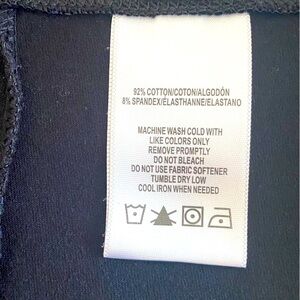 92% COTTON/COTON/ALGODÓN
8% SPANDEX/ÉLASTHANNE/ELASTANO
MACHINE WASH COLD WITH
LIKE COLORS ONLY
REMOVE PROMPTLY
DO NOT BLEACH
DO NOT USE FABRIC SOFTENER
TUMBLE DRY LOW
COOL IRON WHEN NEEDED